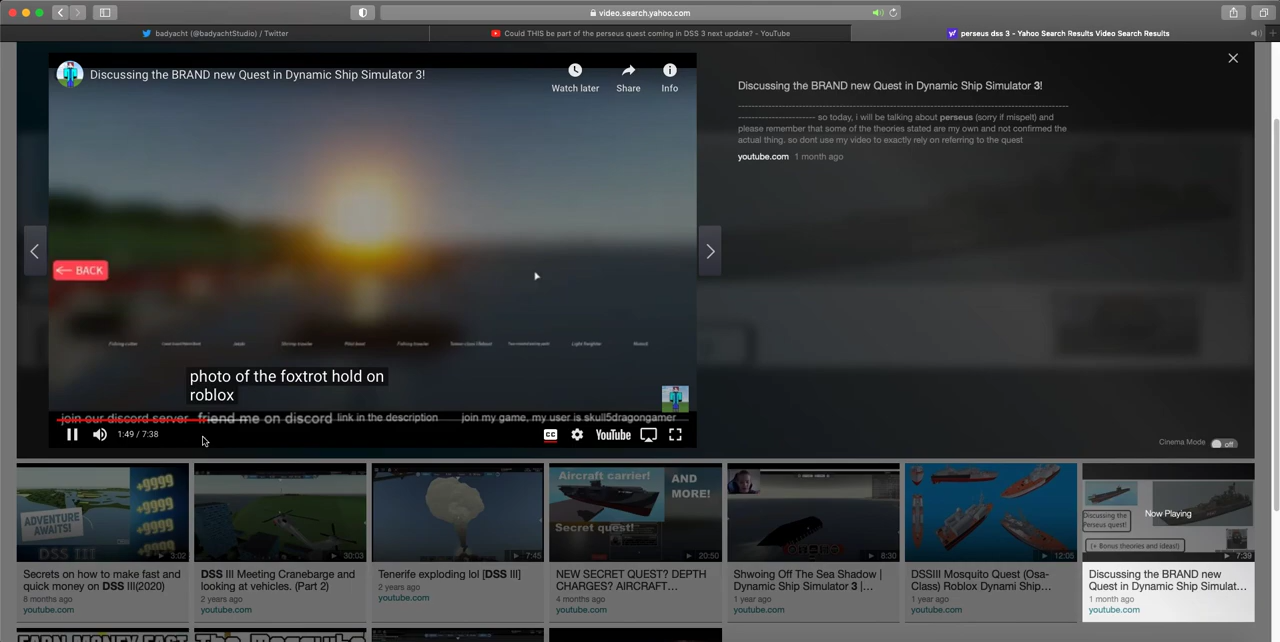 video.search.yahoo.com
badyacht (@badyachtStudio) / Twitter
Could THIS be part of the perseus quest coming in DSS 3 next update? - YouTube
perseus dss 3 - Yahoo Search Results Video Search Results
Discussing the BRAND new Quest in Dynamic Ship Simulator 3!
Watch later
Share
Info
BACK
photo of the foxtrot hold on
roblox
join our discord server
friend me on discord
link in the description
join my game, my user is skull5dragongamer
1:49 / 7:38
CC
YouTube
Discussing the BRAND new Quest in Dynamic Ship Simulator 3!
--------------------------------------------------------------------------------
---------------------- so today, i will be talking about perseus (sorry if mispelt) and
please remember that some of the theories stated are my own and not confirmed the
actual thing. so dont use my video to exactly rely on referring to the quest
youtube.com 1 month ago
Cinema Mode off
ADVENTURE
AWAITS!
DSS III
+9999
+9999
+9999
3:02
Secrets on how to make fast and
quick money on DSS III(2020)
8 months ago
youtube.com
30:03
DSS III Meeting Cranebarge and
looking at vehicles. (Part 2)
2 years ago
youtube.com
7:45
Tenerife exploding lol [DSS III]
2 years ago
youtube.com
Aircraft carrier!
AND
MORE!
Secret quest!
20:50
NEW SECRET QUEST? DEPTH
CHARGES? AIRCRAFT…
4 months ago
youtube.com
8:30
Shwoing Off The Sea Shadow |
Dynamic Ship Simulator 3 |…
1 year ago
youtube.com
12:05
DSSIII Mosquito Quest (Osa-
Class) Roblox Dynami Ship…
1 year ago
youtube.com
Discussing the
Perseus quest!
Now Playing
(+ Bonus theories and ideas!)
7:39
Discussing the BRAND new
Quest in Dynamic Ship Simulat…
1 month ago
youtube.com
EARN MONEY FAST